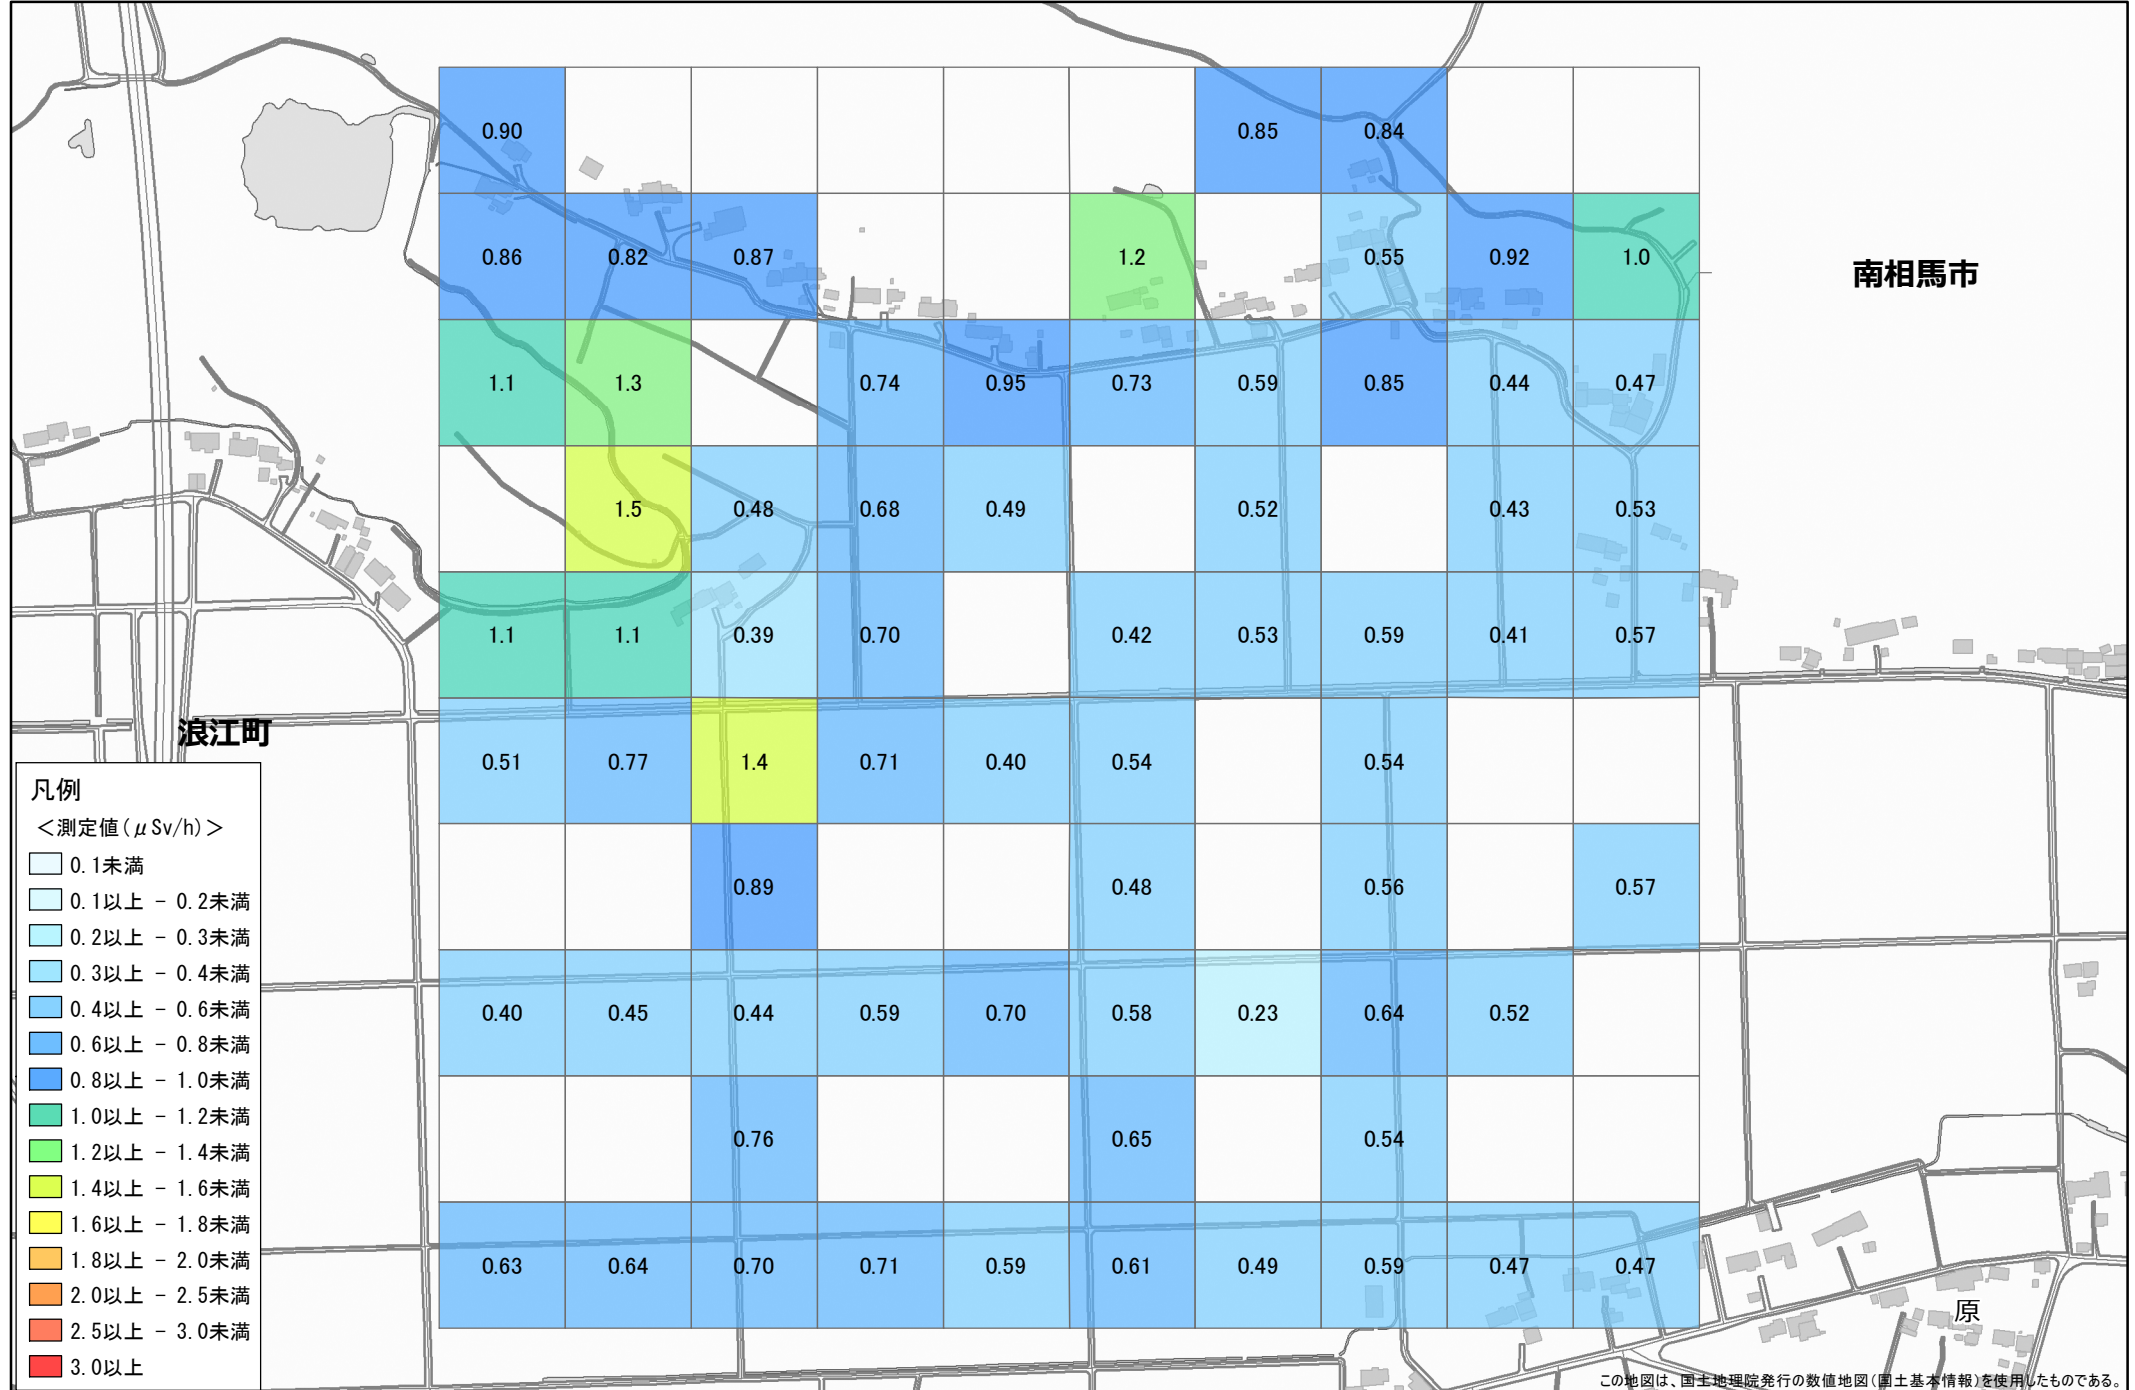 0.90 0.85 0.84
0.86 0.82 0.87 1.2 0.55 0.92 1.0
南相馬市
1.1 1.3 0.74 0.95 0.73 0.59 0.85 0.44 0.47
1.5 0.48 0.68 0.49 0.52 0.43 0.53
1.1 1.1 0.39 0.70 0.42 0.53 0.59 0.41 0.57
浪江町
0.51 0.77 1.4 0.71 0.40 0.54 0.54
0.89 0.48 0.56 0.57
0.40 0.45 0.44 0.59 0.70 0.58 0.23 0.64 0.52
0.76 0.65 0.54
0.63 0.64 0.70 0.71 0.59 0.61 0.49 0.59 0.47 0.47
原
凡例
<測定値(μSv/h)>
0.1未満
0.1以上 - 0.2未満
0.2以上 - 0.3未満
0.3以上 - 0.4未満
0.4以上 - 0.6未満
0.6以上 - 0.8未満
0.8以上 - 1.0未満
1.0以上 - 1.2未満
1.2以上 - 1.4未満
1.4以上 - 1.6未満
1.6以上 - 1.8未満
1.8以上 - 2.0未満
2.0以上 - 2.5未満
2.5以上 - 3.0未満
3.0以上
この地図は、国土地理院発行の数値地図(国土基本情報)を使用したものである。